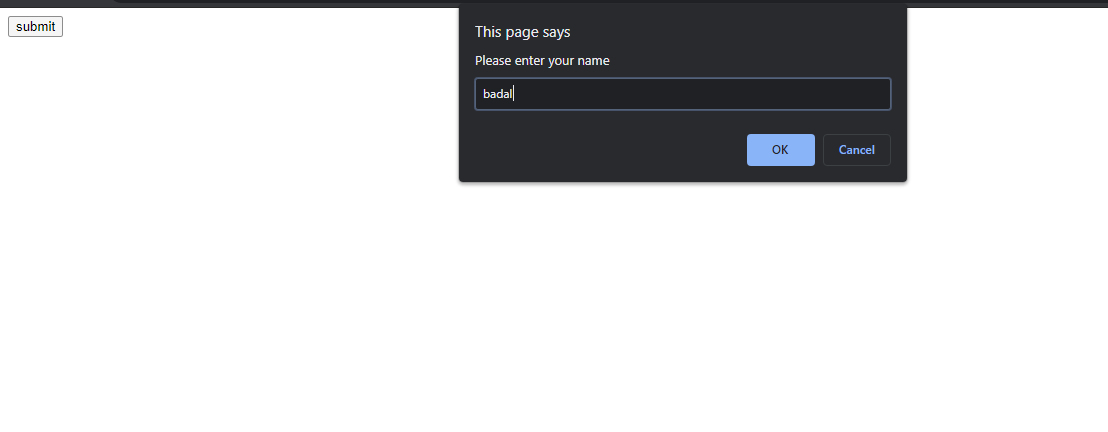 submit
This page says
Please enter your name
badal
OK
Cancel